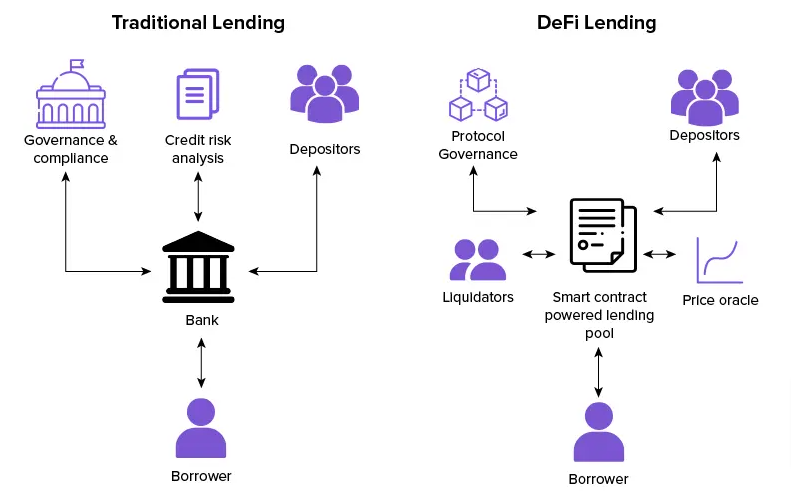 Traditional Lending
Governance &
compliance
Credit risk
analysis
Depositors
Bank
Borrower
DeFi Lending
Protocol
Governance
Depositors
Liquidators
Smart contract
powered lending
pool
Price oracle
Borrower